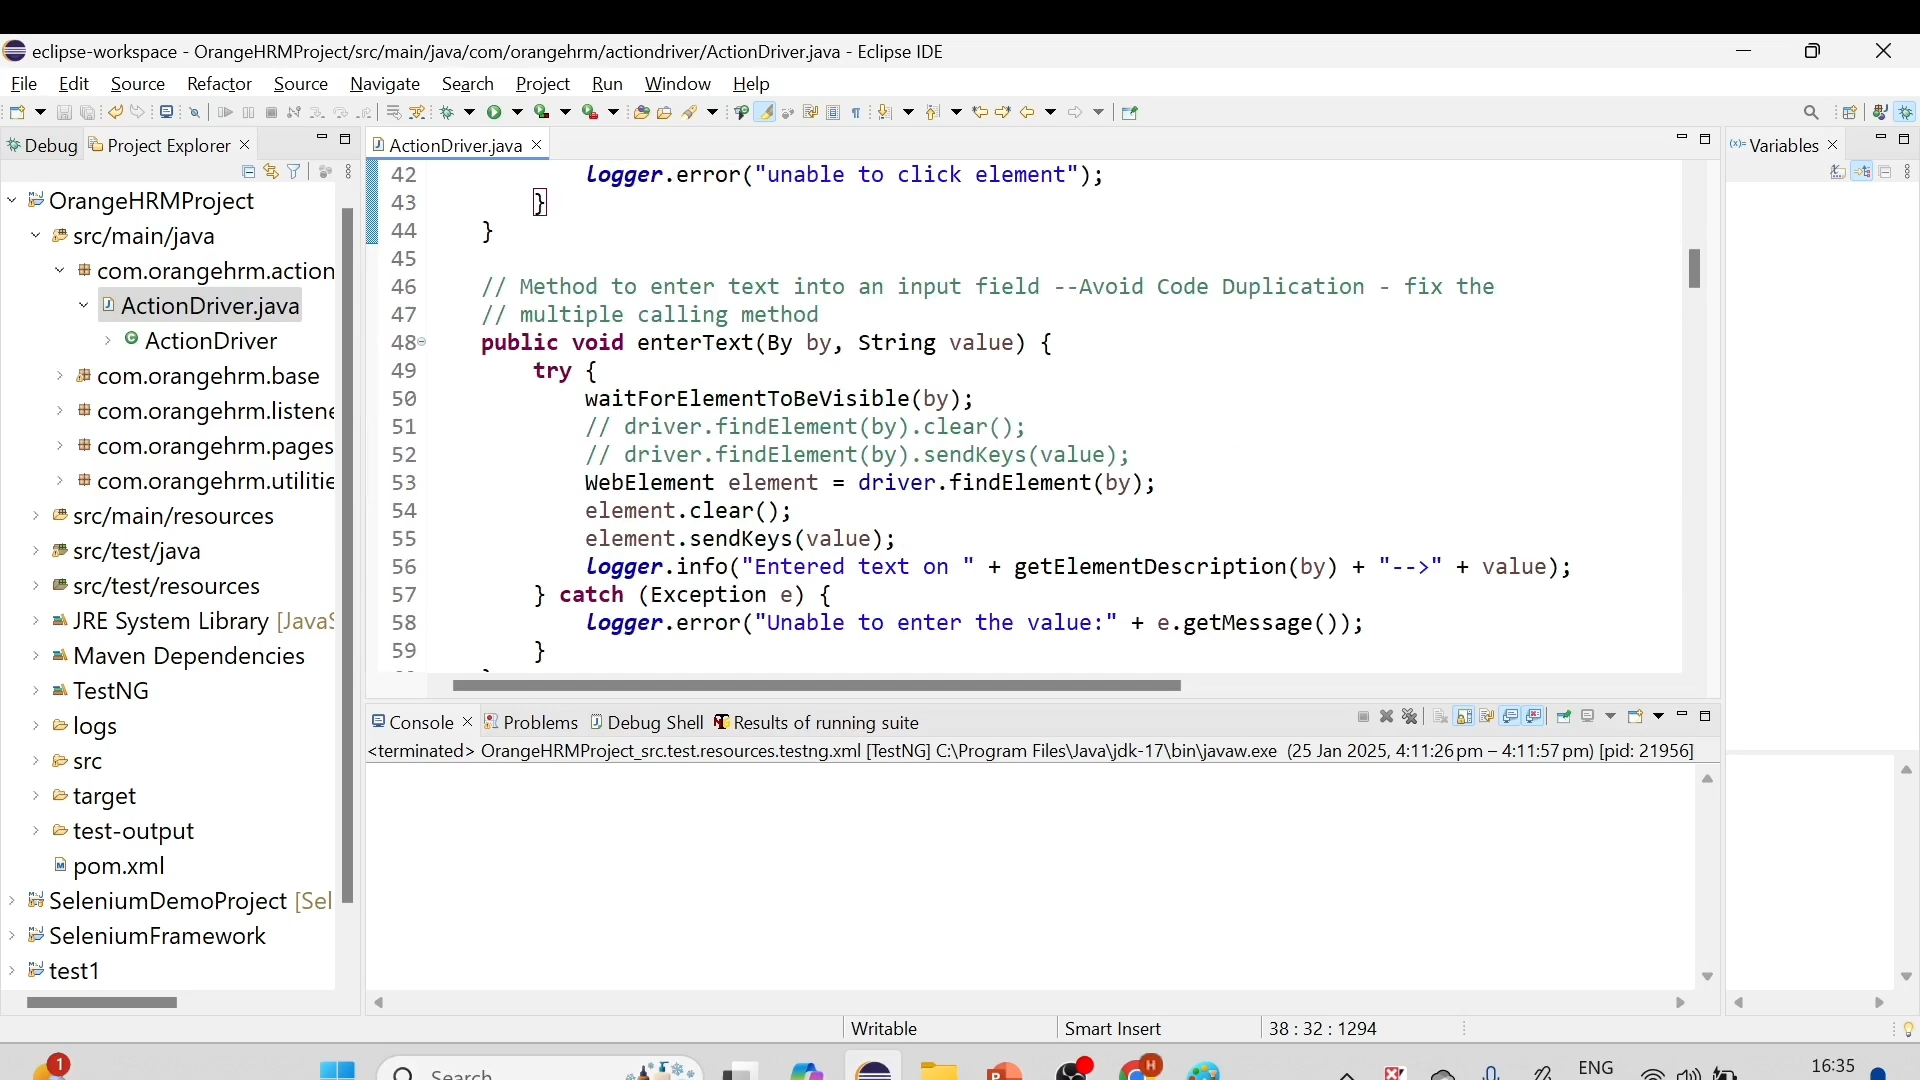 eclipse-workspace - OrangeHRMProject/src/main/java/com/orangehrm/actiondriver/ActionDriver.java - Eclipse IDE
File Edit Source Refactor Source Navigate Search Project Run Window Help
Debug Project Explorer
ActionDriver.java
Variables
OrangeHRMProject
src/main/java
com.orangehrm.action
ActionDriver.java
ActionDriver
com.orangehrm.base
com.orangehrm.listene
com.orangehrm.pages
com.orangehrm.utilitie
src/main/resources
src/test/java
src/test/resources
JRE System Library [JavaS
Maven Dependencies
TestNG
logs
src
target
test-output
pom.xml
SeleniumDemoProject [Sel
SeleniumFramework
test1
42 logger.error("unable to click element");
43 }
44 }
45
46 // Method to enter text into an input field --Avoid Code Duplication - fix the
47 // multiple calling method
48 public void enterText(By by, String value) {
49 try {
50 waitForElementToBeVisible(by);
51 // driver.findElement(by).clear();
52 // driver.findElement(by).sendKeys(value);
53 WebElement element = driver.findElement(by);
54 element.clear();
55 element.sendKeys(value);
56 logger.info("Entered text on " + getElementDescription(by) + "-->" + value);
57 } catch (Exception e) {
58 logger.error("Unable to enter the value:" + e.getMessage());
59 }
Console Problems Debug Shell Results of running suite
<terminated> OrangeHRMProject_src.test.resources.testng.xml [TestNG] C:\Program Files\Java\jdk-17\bin\javaw.exe (25 Jan 2025, 4:11:26 pm – 4:11:57 pm) [pid: 21956]
Writable Smart Insert 38 : 32 : 1294
1
Search
H
ENG
16:35